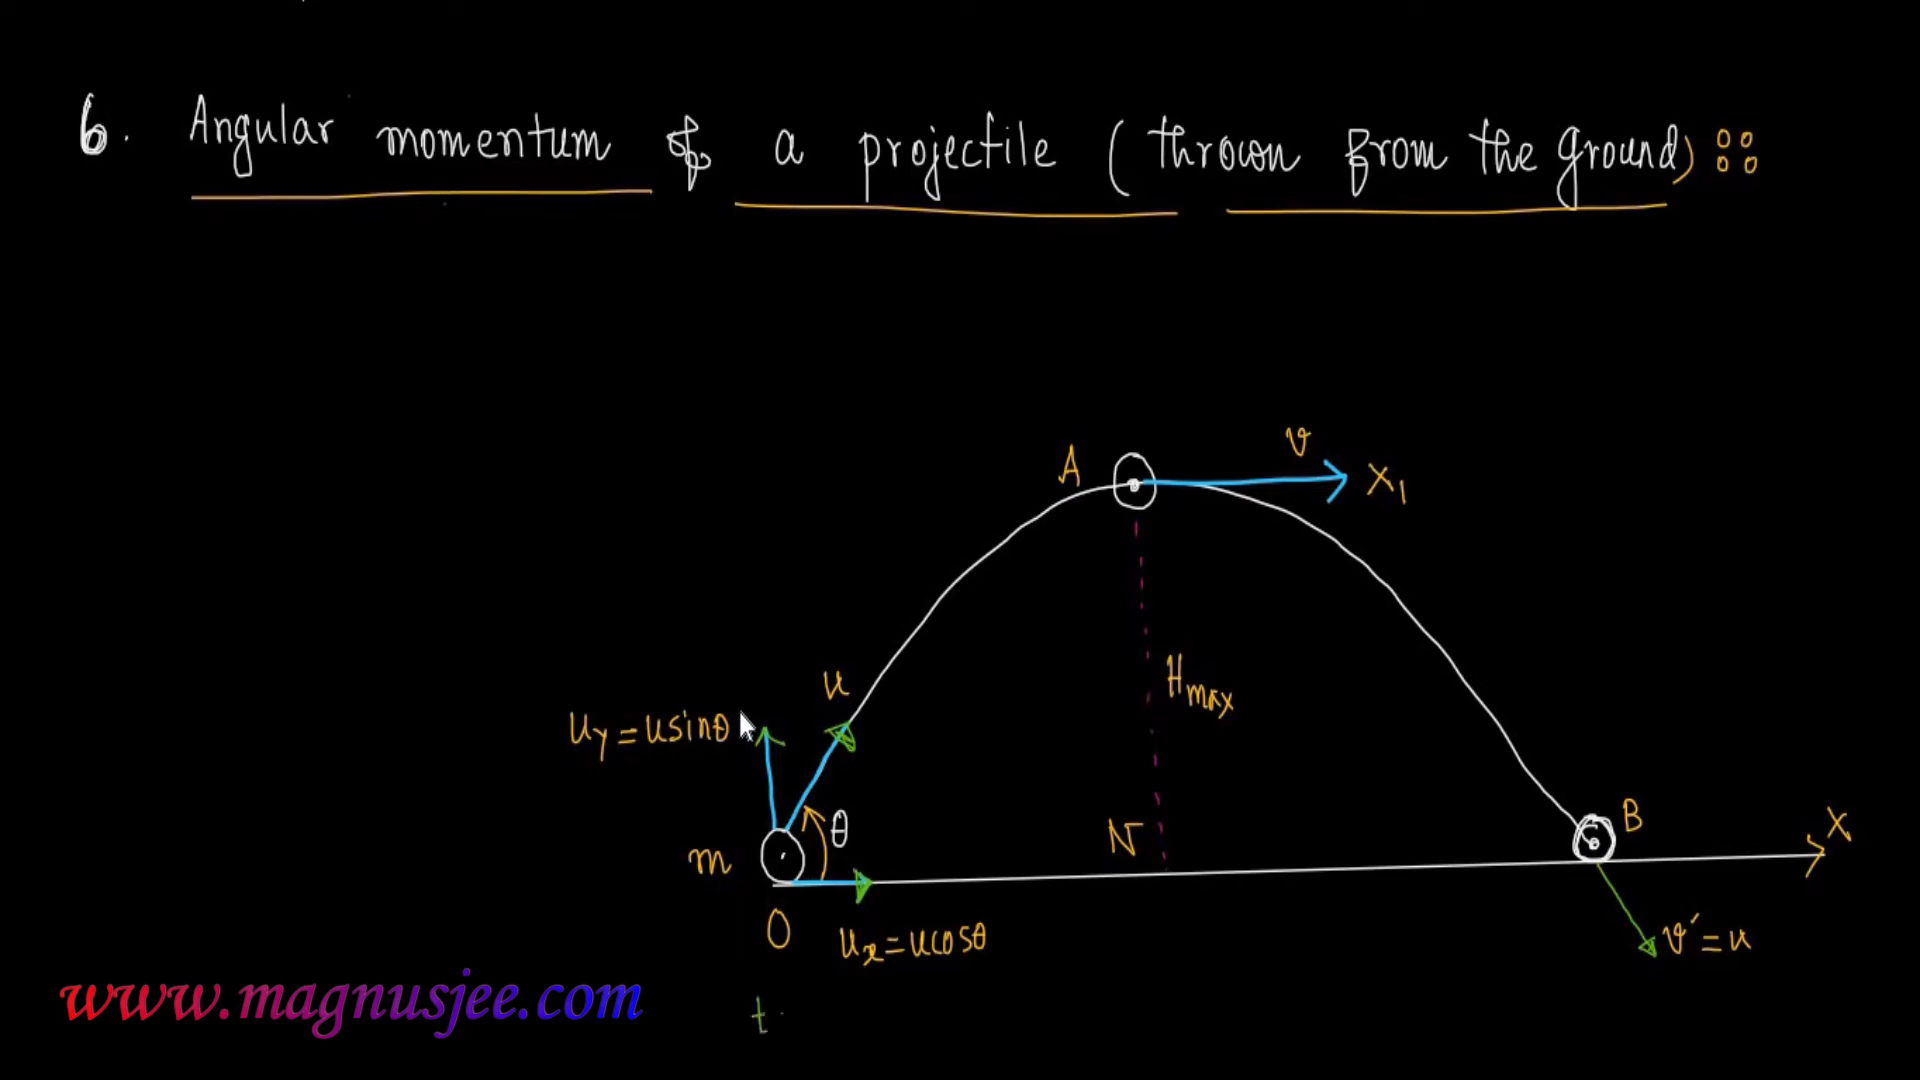 6. Angular momentum of a projectile (thrown from the ground)::
v
A
X1
u
Hmax
uy=usinθ
θ
N
B
X
m
O
ux=ucosθ
v'=u
www.magnusjee.com
t